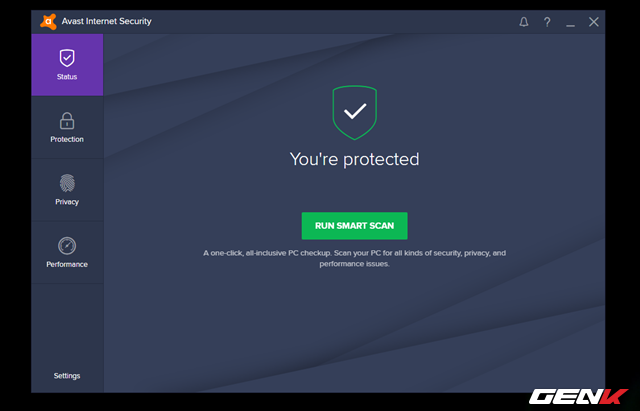 Avast Internet Security
?
Status
Protection
Privacy
Performance
Settings
You're protected
RUN SMART SCAN
A one-click, all-inclusive PC checkup. Scan your PC for all kinds of security, privacy, and
performance issues.
GENK